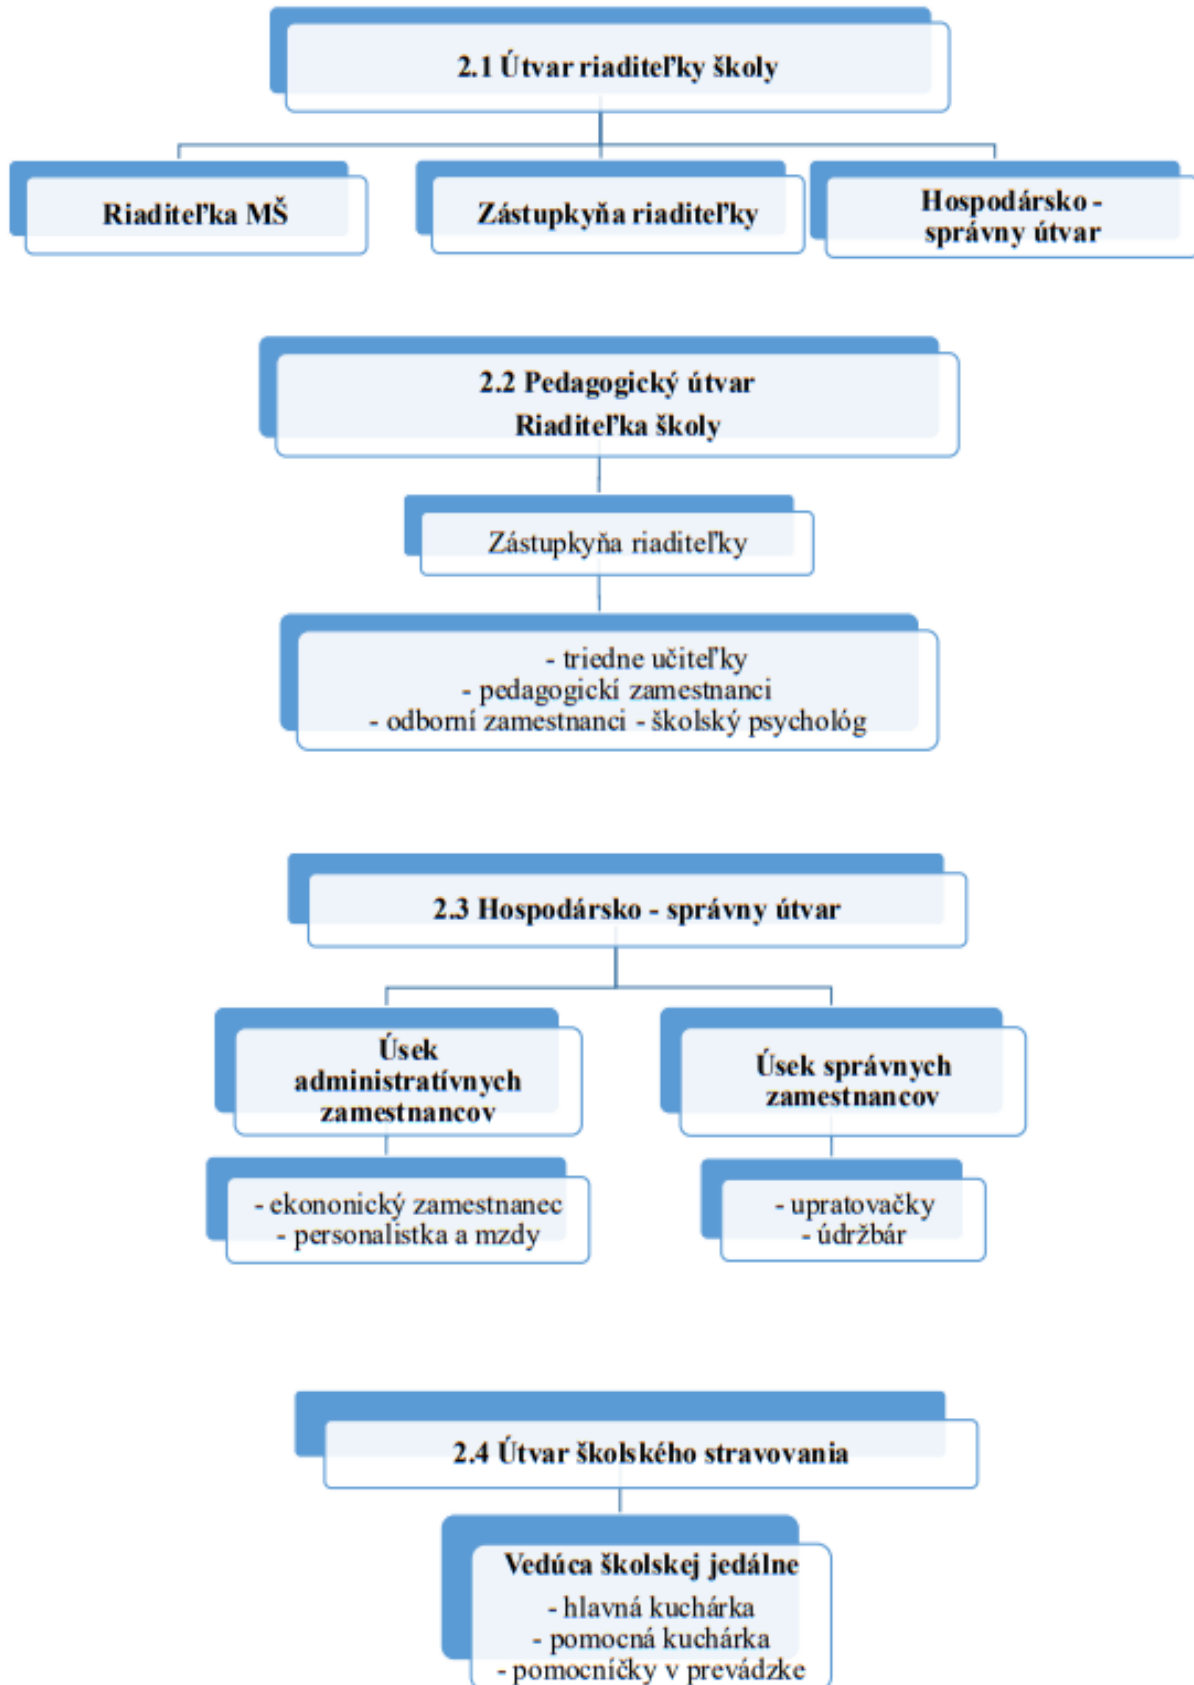 2.1 Útvar riaditeľky školy
Riaditeľka MŠ
Zástupkyňa riaditeľky
Hospodársko -
správny útvar
2.2 Pedagogický útvar
Riaditeľka školy
Zástupkyňa riaditeľky
- triedne učiteľky
- pedagogickí zamestnanci
- odborní zamestnanci - školský psychológ
2.3 Hospodársko - správny útvar
Úsek
administratívnych
zamestnancov
Úsek správnych
zamestnancov
- ekononický zamestnanec
- personalistka a mzdy
- upratovačky
- údržbár
2.4 Útvar školského stravovania
Vedúca školskej jedálne
- hlavná kuchárka
- pomocná kuchárka
- pomocníčky v prevádzke